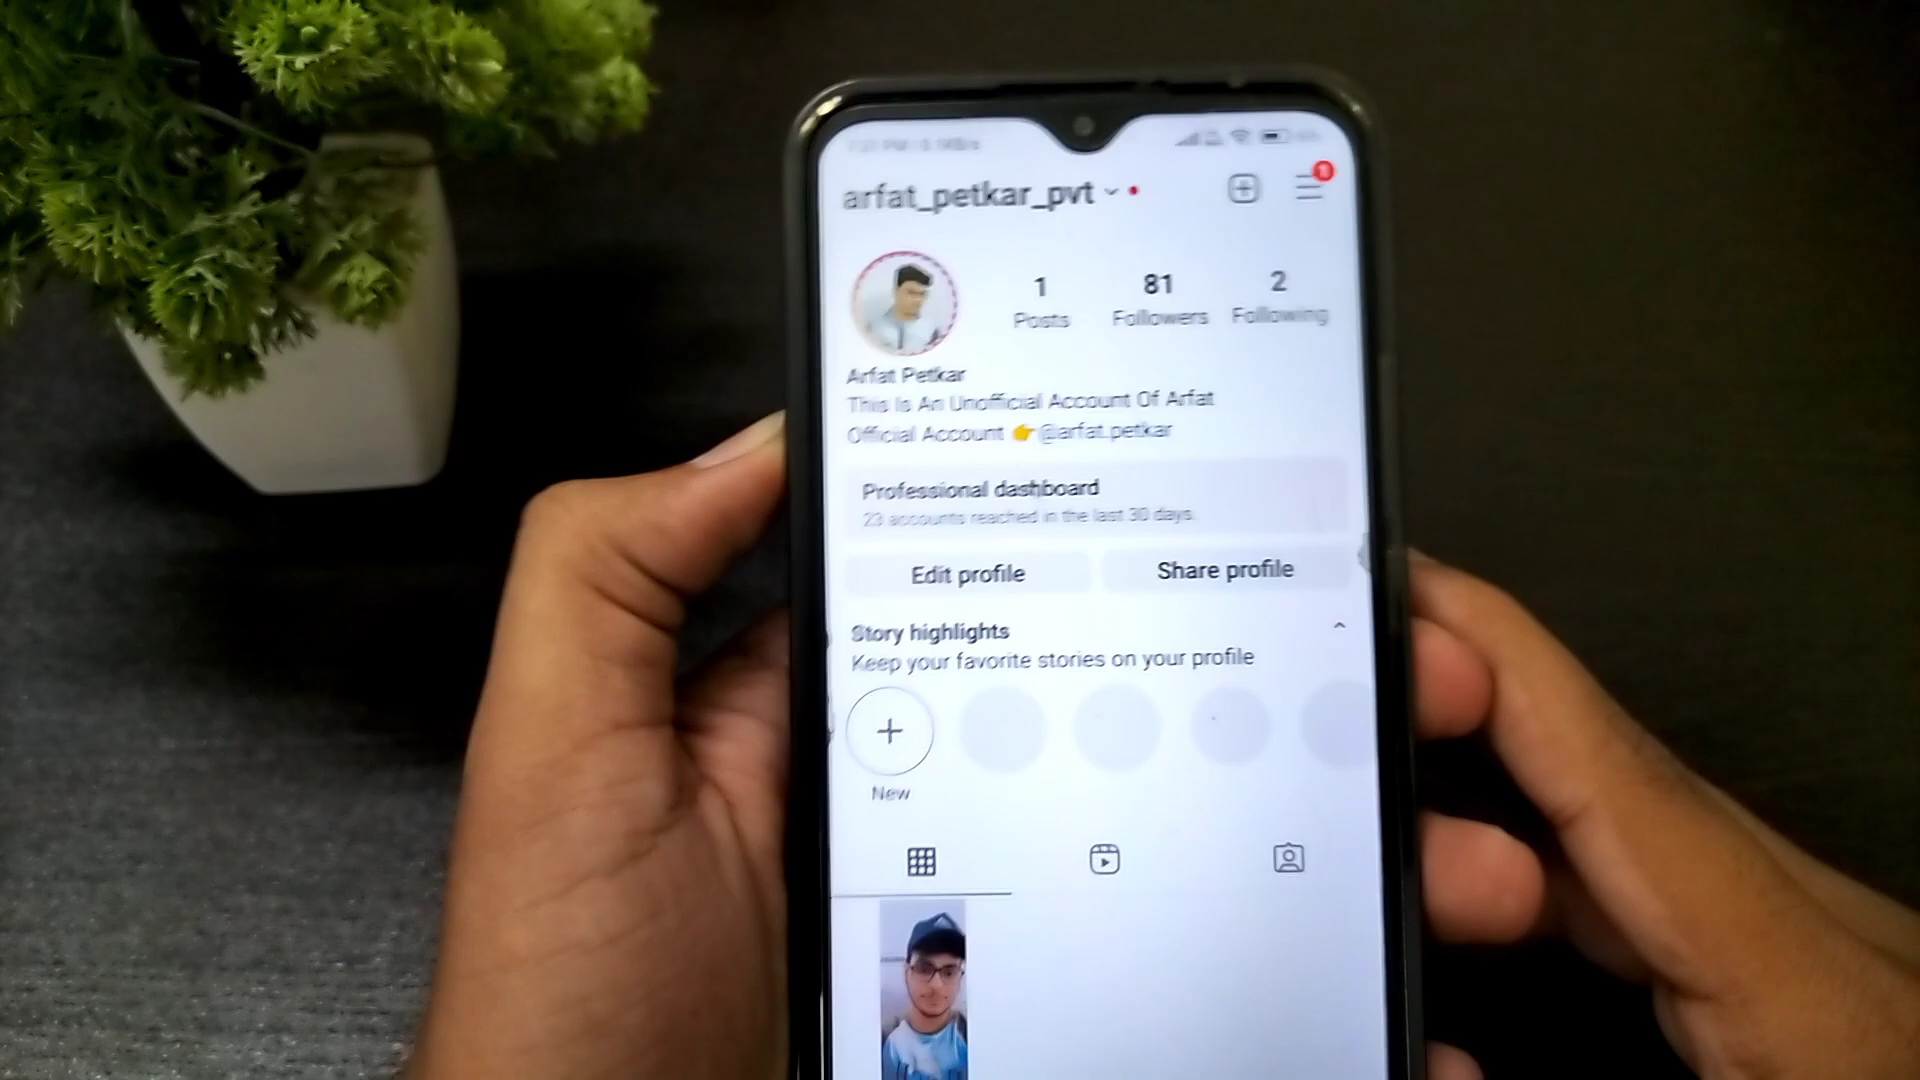 arfat_petkar_pvt
1 81 2
Posts Followers Following
Arfat Petkar
This Is An Unofficial Account Of Arfat
Official Account 👉@arfat.petkar
Professional dashboard
23 accounts reached in the last 30 days.
Edit profile Share profile
Story highlights
Keep your favorite stories on your profile
New